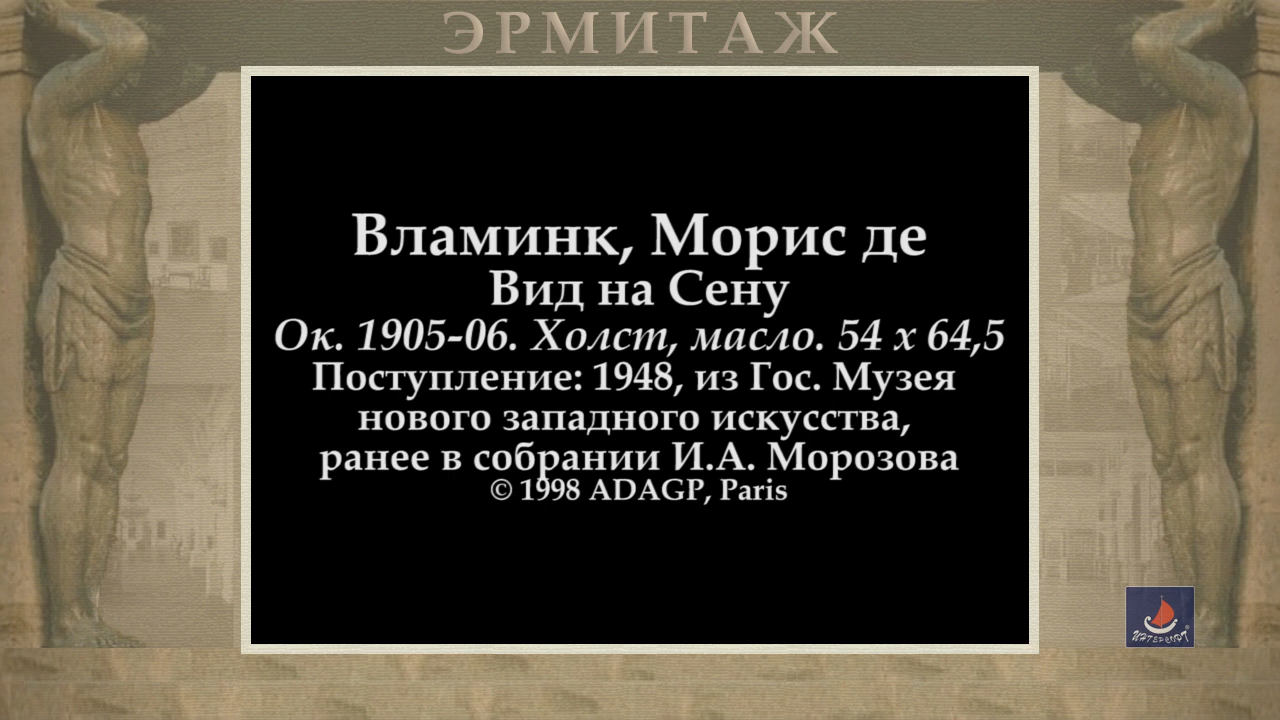 ЭРМИТАЖ
Вламинк, Морис де
Вид на Сену
Ок. 1905-06. Холст, масло. 54 x 64,5
Поступление: 1948, из Гос. Музея
нового западного искусства,
ранее в собрании И.А. Морозова
© 1998 ADAGP, Paris
ИНТЕРСОФТ